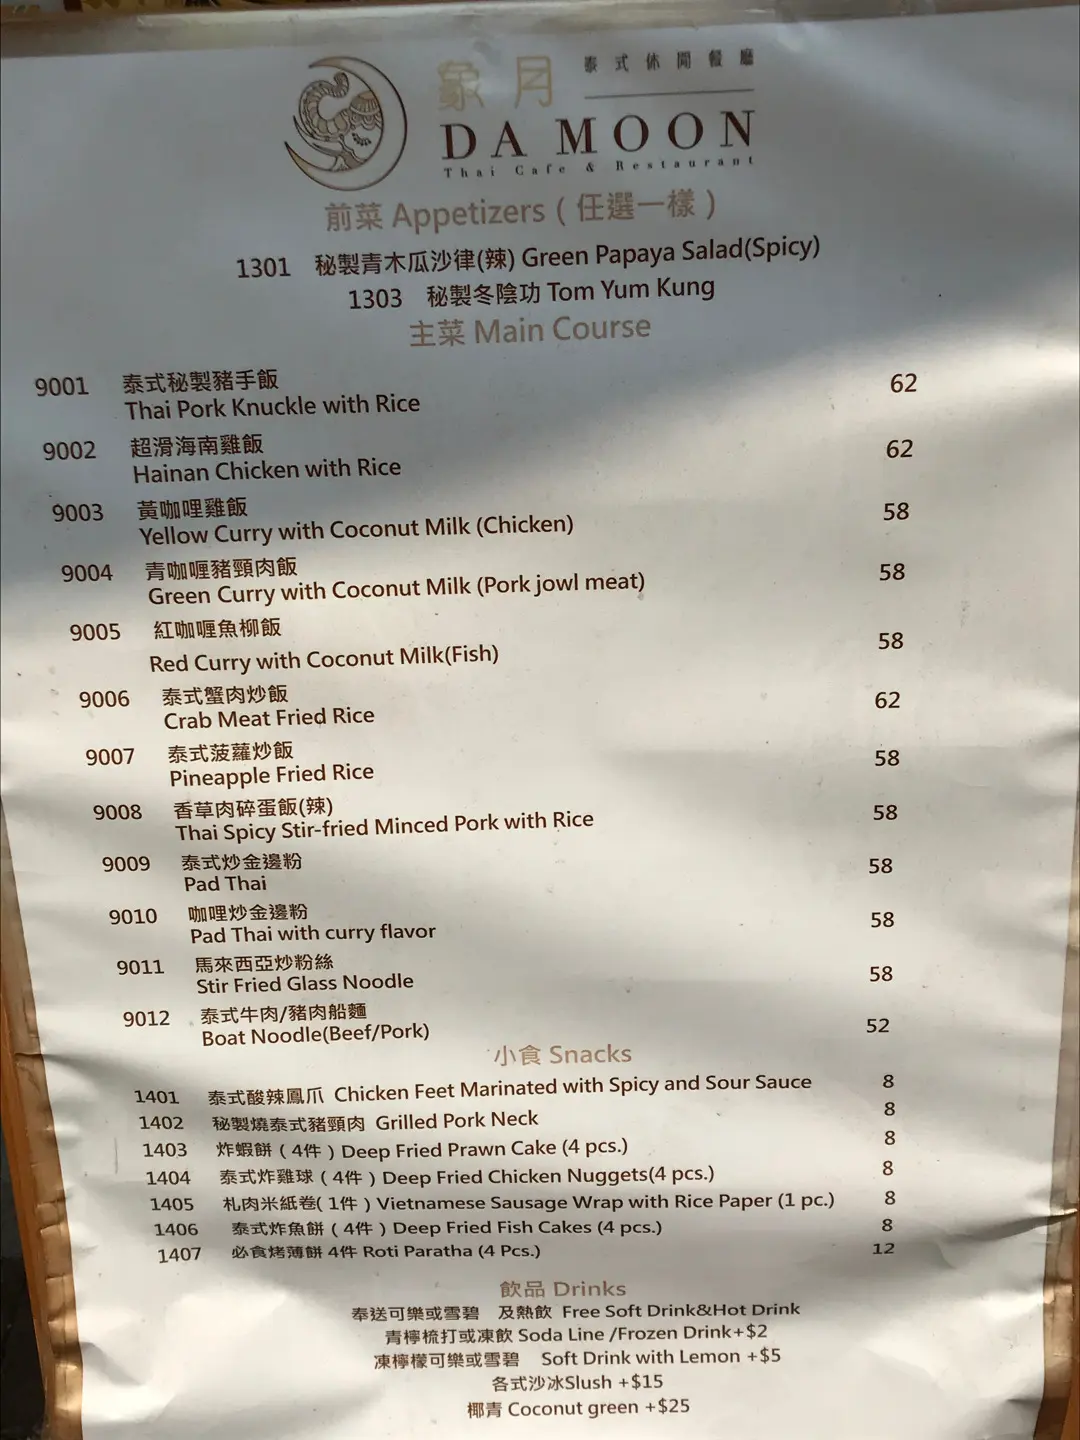 象月 泰式休閒餐廳
DA MOON
Thai Cafe & Restaurant
前菜 Appetizers ( 任選一樣 )
1301 秘製青木瓜沙律(辣) Green Papaya Salad(Spicy)
1303 秘製冬陰功 Tom Yum Kung
主菜 Main Course
9001 泰式秘製豬手飯 62
Thai Pork Knuckle with Rice
9002 超滑海南雞飯 62
Hainan Chicken with Rice
9003 黃咖哩雞飯 58
Yellow Curry with Coconut Milk (Chicken)
9004 青咖喱豬頸肉飯 58
Green Curry with Coconut Milk (Pork jowl meat)
9005 紅咖喱魚柳飯 58
Red Curry with Coconut Milk(Fish)
9006 泰式蟹肉炒飯 62
Crab Meat Fried Rice
9007 泰式菠蘿炒飯 58
Pineapple Fried Rice
9008 香草肉碎蛋飯(辣) 58
Thai Spicy Stir-fried Minced Pork with Rice
9009 泰式炒金邊粉 58
Pad Thai
9010 咖哩炒金邊粉 58
Pad Thai with curry flavor
9011 馬來西亞炒粉絲 58
Stir Fried Glass Noodle
9012 泰式牛肉/豬肉船麵 52
Boat Noodle(Beef/Pork)
小食 Snacks
1401 泰式酸辣鳳爪 Chicken Feet Marinated with Spicy and Sour Sauce 8
1402 秘製燒泰式豬頸肉 Grilled Pork Neck 8
1403 炸蝦餅 ( 4件 ) Deep Fried Prawn Cake (4 pcs.) 8
1404 泰式炸雞球 ( 4件 ) Deep Fried Chicken Nuggets(4 pcs.) 8
1405 札肉米紙卷( 1件 ) Vietnamese Sausage Wrap with Rice Paper (1 pc.) 8
1406 泰式炸魚餅 ( 4件 ) Deep Fried Fish Cakes (4 pcs.) 8
1407 必食烤薄餅 4件 Roti Paratha (4 Pcs.) 12
飲品 Drinks
奉送可樂或雪碧 及熱飲 Free Soft Drink&Hot Drink
青檸梳打或凍飲 Soda Line /Frozen Drink+$2
凍檸檬可樂或雪碧 Soft Drink with Lemon +$5
各式沙冰Slush +$15
椰青 Coconut green +$25